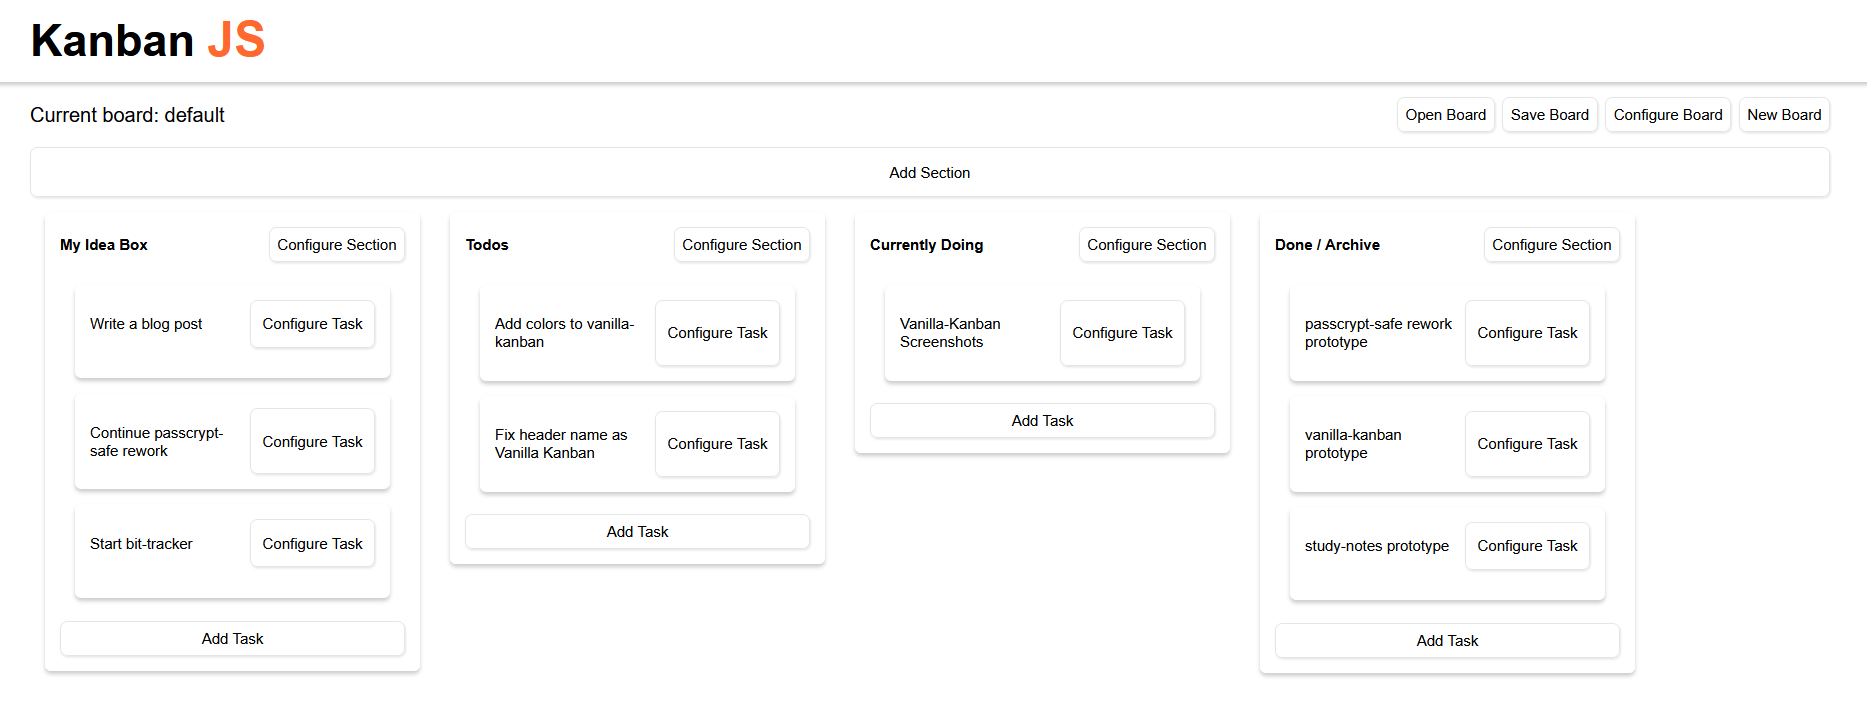 Kanban JS
Current board: default
Open Board
Save Board
Configure Board
New Board
Add Section
My Idea Box
Configure Section
Write a blog post
Configure Task
Continue passcrypt-
safe rework
Configure Task
Start bit-tracker
Configure Task
Add Task
Todos
Configure Section
Add colors to vanilla-
kanban
Configure Task
Fix header name as
Vanilla Kanban
Configure Task
Add Task
Currently Doing
Configure Section
Vanilla-Kanban
Screenshots
Configure Task
Add Task
Done / Archive
Configure Section
passcrypt-safe rework
prototype
Configure Task
vanilla-kanban
prototype
Configure Task
study-notes prototype
Configure Task
Add Task